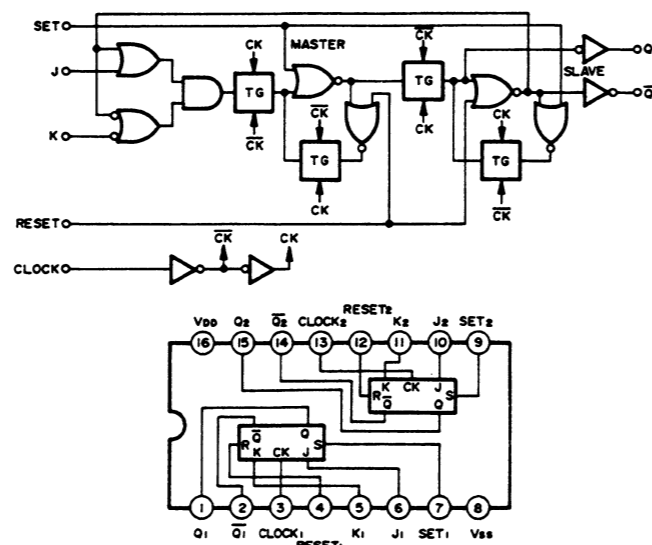 SET
CK
MASTER
CK
Q
J
TG
TG
SLAVE
Q
CK
CK
CK
K
CK
TG
TG
CK
CK
RESET
CK
CK
CLOCK
RESET2
VDD Q2 Q2 CLOCK2 K2 J2 SET2
16 15 14 13 12 11 10 9
K CK J
R Q Q S
Q Q
R K CK J S
1 2 3 4 5 6 7 8
Q1 Q1 CLOCK1 K1 J1 SET1 VSS
RESET1